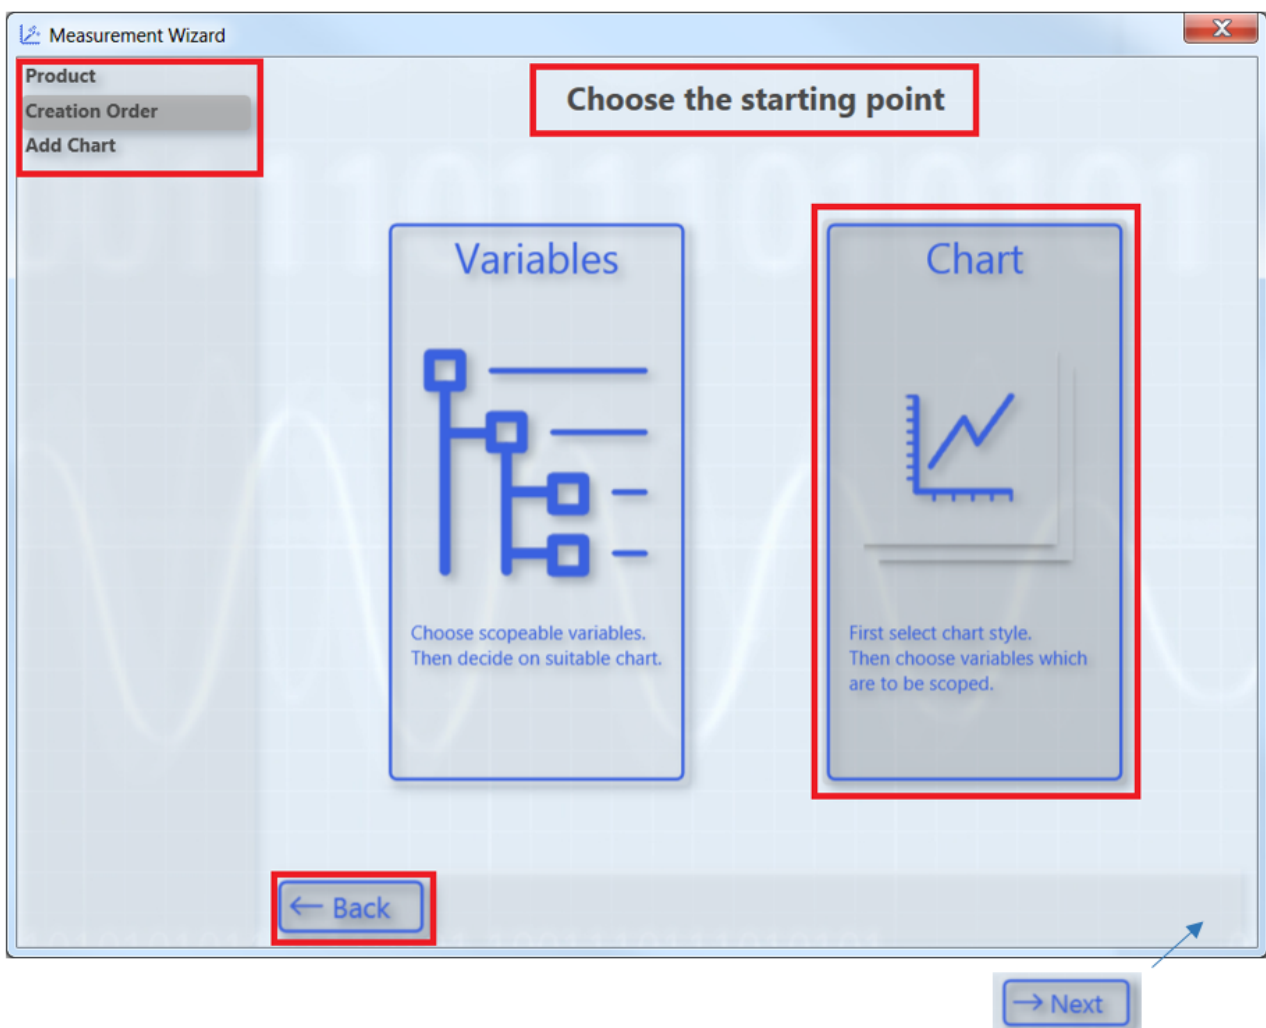 Measurement Wizard
X
Product
Creation Order
Add Chart
Choose the starting point
Variables
Choose scopeable variables.
Then decide on suitable chart.
Chart
First select chart style.
Then choose variables which
are to be scoped.
← Back
→ Next